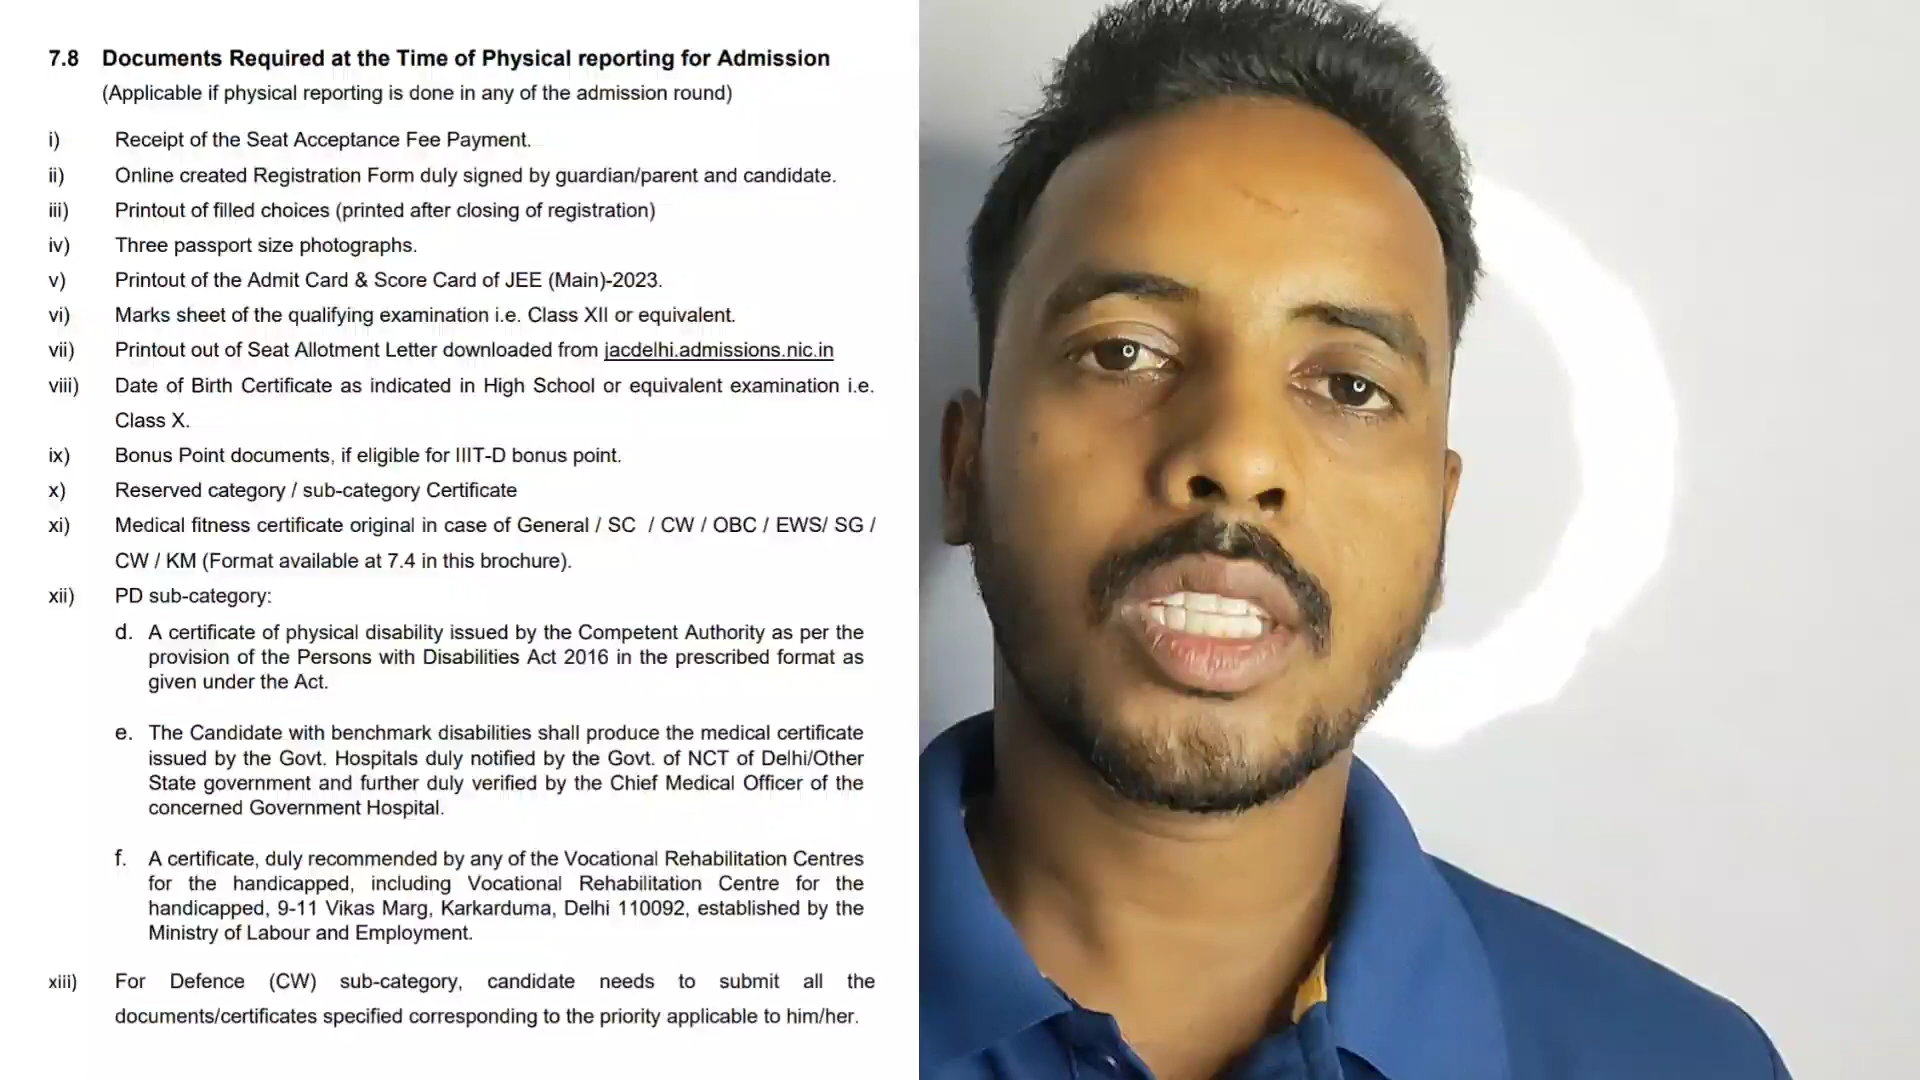 7.8 Documents Required at the Time of Physical reporting for Admission
(Applicable if physical reporting is done in any of the admission round)
i) Receipt of the Seat Acceptance Fee Payment.
ii) Online created Registration Form duly signed by guardian/parent and candidate.
iii) Printout of filled choices (printed after closing of registration)
iv) Three passport size photographs.
v) Printout of the Admit Card & Score Card of JEE (Main)-2023.
vi) Marks sheet of the qualifying examination i.e. Class XII or equivalent.
vii) Printout out of Seat Allotment Letter downloaded from jacdelhi.admissions.nic.in
viii) Date of Birth Certificate as indicated in High School or equivalent examination i.e.
Class X.
ix) Bonus Point documents, if eligible for IIIT-D bonus point.
x) Reserved category / sub-category Certificate
xi) Medical fitness certificate original in case of General / SC / CW / OBC / EWS/ SG /
CW / KM (Format available at 7.4 in this brochure).
xii) PD sub-category:
d. A certificate of physical disability issued by the Competent Authority as per the
provision of the Persons with Disabilities Act 2016 in the prescribed format as
given under the Act.
e. The Candidate with benchmark disabilities shall produce the medical certificate
issued by the Govt. Hospitals duly notified by the Govt. of NCT of Delhi/Other
State government and further duly verified by the Chief Medical Officer of the
concerned Government Hospital.
f. A certificate, duly recommended by any of the Vocational Rehabilitation Centres
for the handicapped, including Vocational Rehabilitation Centre for the
handicapped, 9-11 Vikas Marg, Karkarduma, Delhi 110092, established by the
Ministry of Labour and Employment.
xiii) For Defence (CW) sub-category, candidate needs to submit all the
documents/certificates specified corresponding to the priority applicable to him/her.